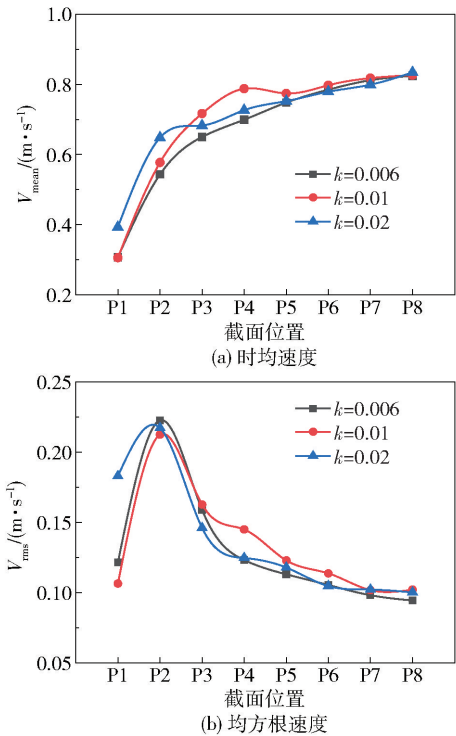 1.0
0.8
0.6
0.4
0.2
Vmean/(m·s⁻¹)
k=0.006
k=0.01
k=0.02
P1 P2 P3 P4 P5 P6 P7 P8
截面位置
(a) 时均速度
0.25
0.20
0.15
0.10
0.05
Vrms/(m·s⁻¹)
k=0.006
k=0.01
k=0.02
P1 P2 P3 P4 P5 P6 P7 P8
截面位置
(b) 均方根速度